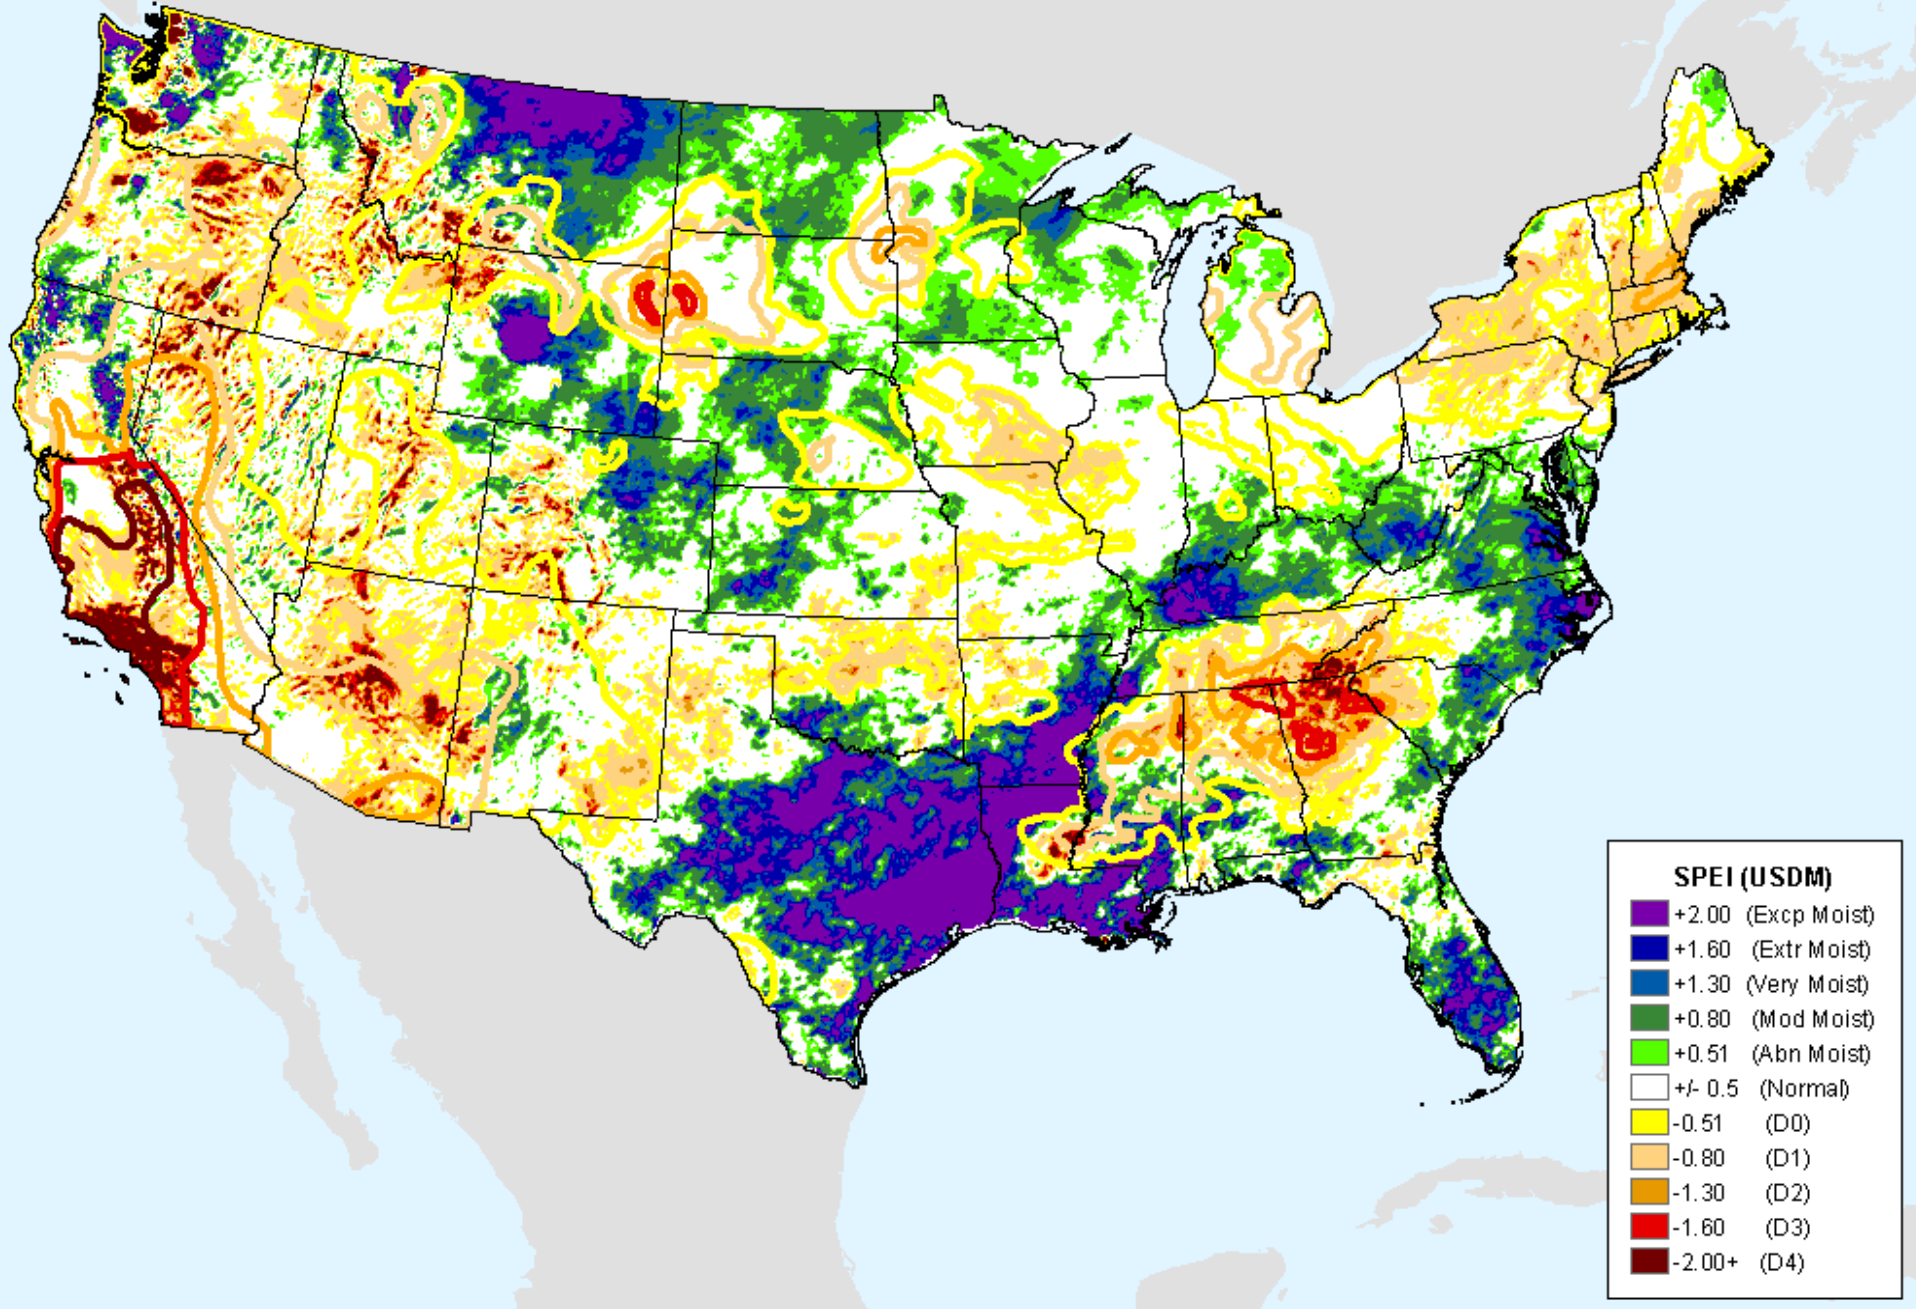 SPEI (USDM)
+2.00 (Excp Moist)
+1.60 (Extr Moist)
+1.30 (Very Moist)
+0.80 (Mod Moist)
+0.51 (Abn Moist)
+/- 0.5 (Normal)
-0.51 (D0)
-0.80 (D1)
-1.30 (D2)
-1.60 (D3)
-2.00+ (D4)